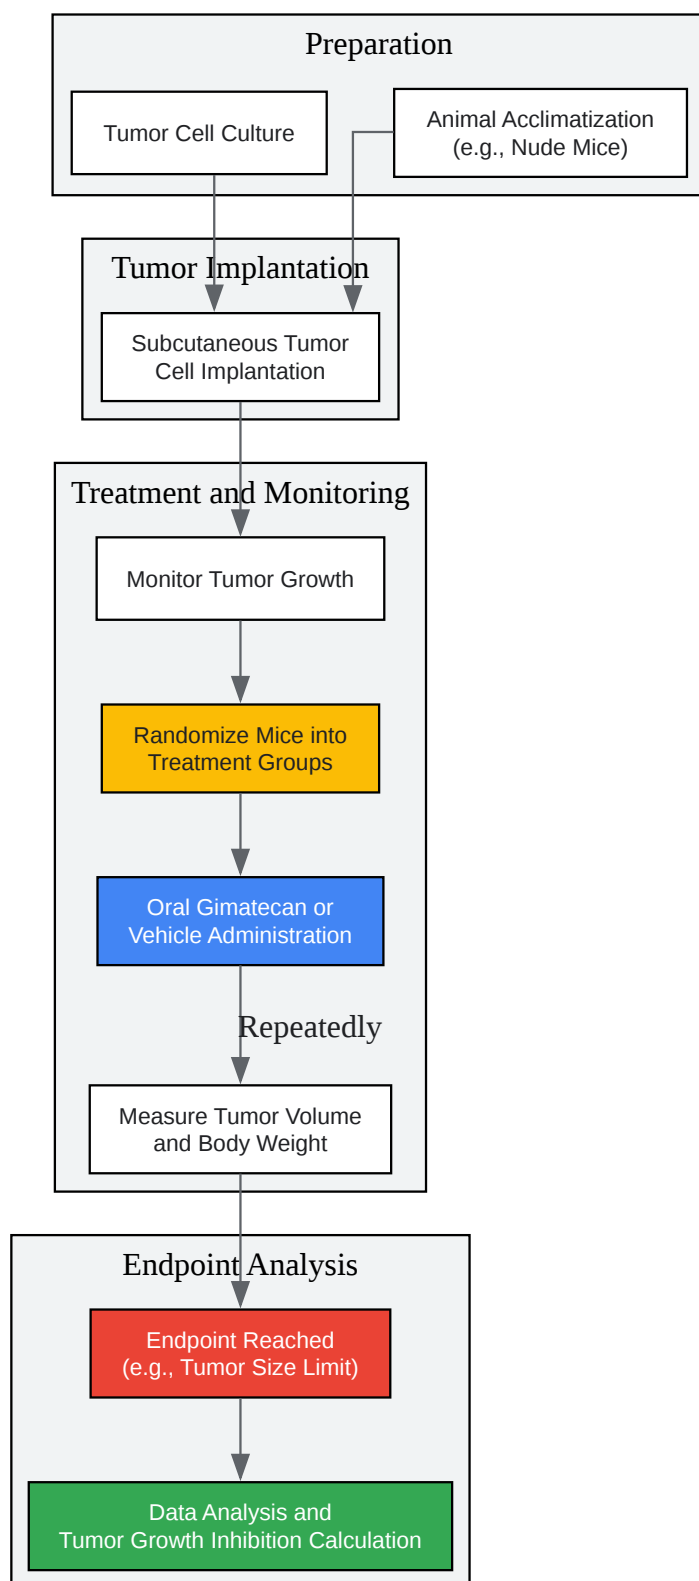 Preparation
Tumor Cell Culture
Animal Acclimatization
(e.g., Nude Mice)
Tumor Implantation
Subcutaneous Tumor
Cell Implantation
Treatment and Monitoring
Monitor Tumor Growth
Randomize Mice into
Treatment Groups
Oral Gimatecan or
Vehicle Administration
Repeatedly
Measure Tumor Volume
and Body Weight
Endpoint Analysis
Endpoint Reached
(e.g., Tumor Size Limit)
Data Analysis and
Tumor Growth Inhibition Calculation